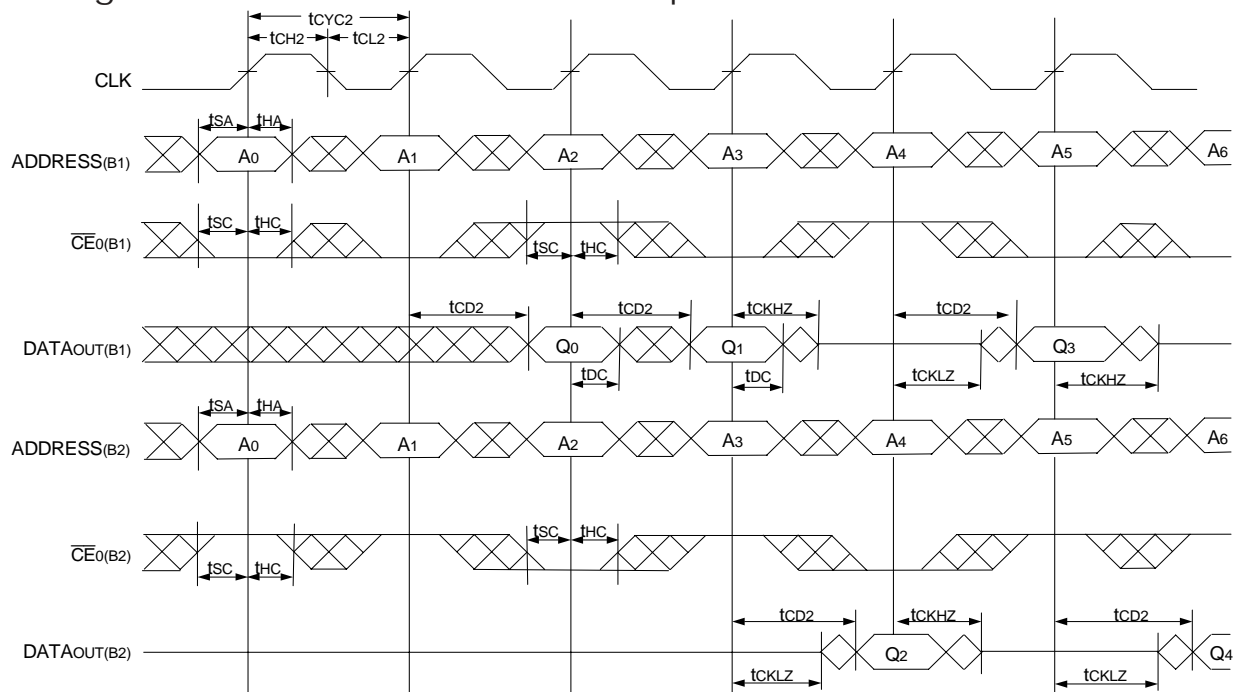 tCYC2
tCH2 tCL2
CLK
tSA tHA
ADDRESS(B1) A0 A1 A2 A3 A4 A5 A6
tSC tHC tSC tHC
CE0(B1)
tCD2 tCD2 tCKHZ tCD2
DATAOUT(B1) Q0 Q1 Q3
tDC tDC tCKLZ tCKHZ
tSA tHA
ADDRESS(B2) A0 A1 A2 A3 A4 A5 A6
tSC tHC
CE0(B2)
tSC tHC
tCD2 tCKHZ tCD2
DATAOUT(B2) Q2 Q4
tCKLZ tCKLZ